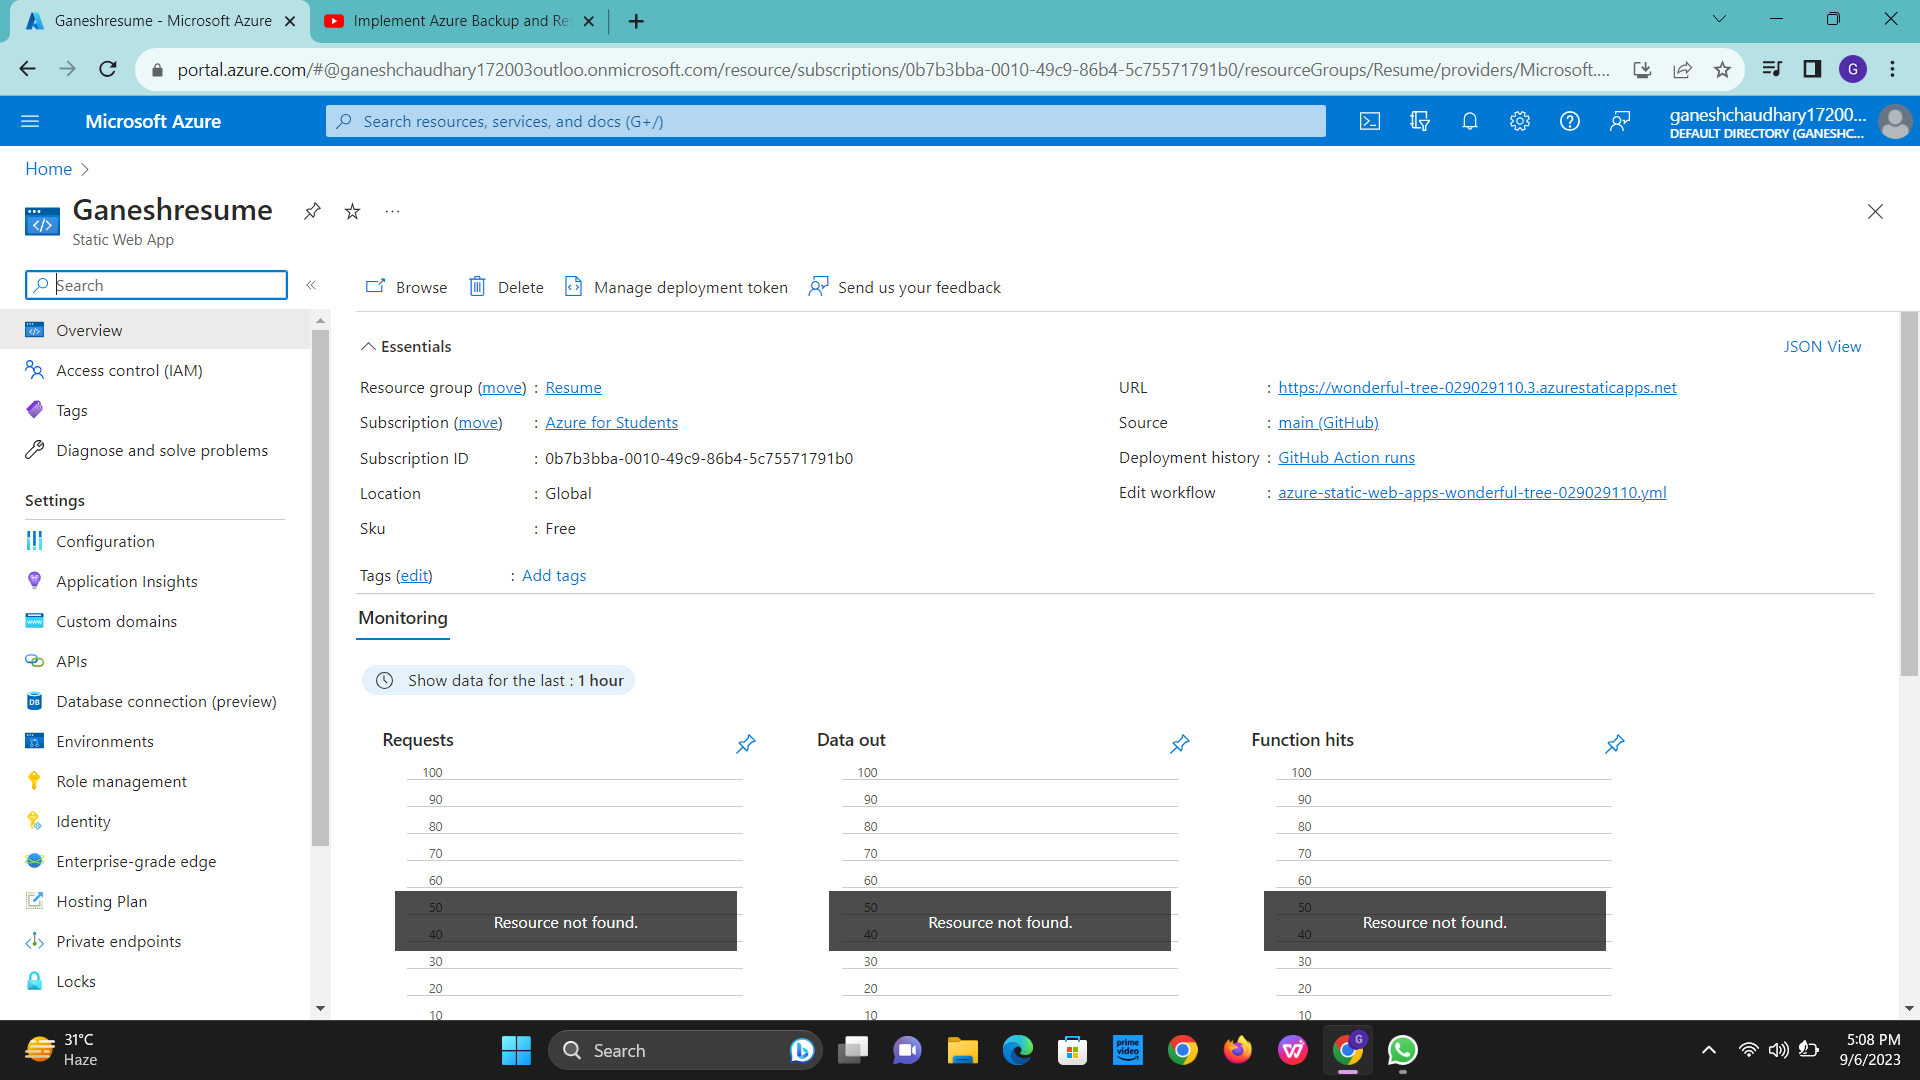 Ganeshresume - Microsoft Azure
Implement Azure Backup and Re
portal.azure.com/#@ganeshchaudhary172003outloo.onmicrosoft.com/resource/subscriptions/0b7b3bba-0010-49c9-86b4-5c75571791b0/resourceGroups/Resume/providers/Microsoft....
G
Microsoft Azure
Search resources, services, and docs (G+/)
ganeshchaudhary17200...
DEFAULT DIRECTORY (GANESHC...
Home
Ganeshresume
Static Web App
Search
Browse
Delete
Manage deployment token
Send us your feedback
Overview
Access control (IAM)
Tags
Diagnose and solve problems
Settings
Configuration
Application Insights
Custom domains
APIs
Database connection (preview)
Environments
Role management
Identity
Enterprise-grade edge
Hosting Plan
Private endpoints
Locks
Essentials
JSON View
Resource group (move) : Resume
Subscription (move) : Azure for Students
Subscription ID : 0b7b3bba-0010-49c9-86b4-5c75571791b0
Location : Global
Sku : Free
URL : https://wonderful-tree-029029110.3.azurestaticapps.net
Source : main (GitHub)
Deployment history : GitHub Action runs
Edit workflow : azure-static-web-apps-wonderful-tree-029029110.yml
Tags (edit) : Add tags
Monitoring
Show data for the last : 1 hour
Requests
100
90
80
70
60
50
Resource not found.
40
30
20
10
Data out
100
90
80
70
60
50
Resource not found.
40
30
20
10
Function hits
100
90
80
70
60
50
Resource not found.
40
30
20
10
31°C
Haze
Search
prime video
G
5:08 PM
9/6/2023